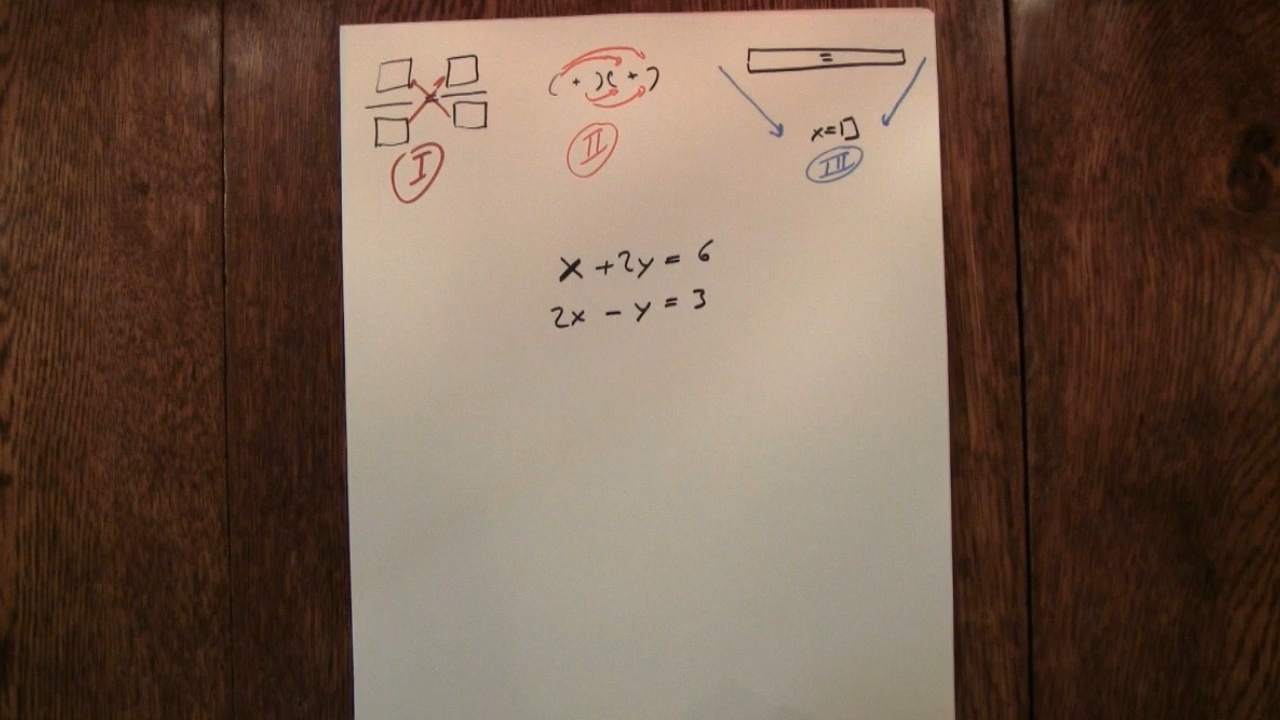 ( + )( + )
=
x=
I
II
III
x + 2y = 6
2x - y = 3